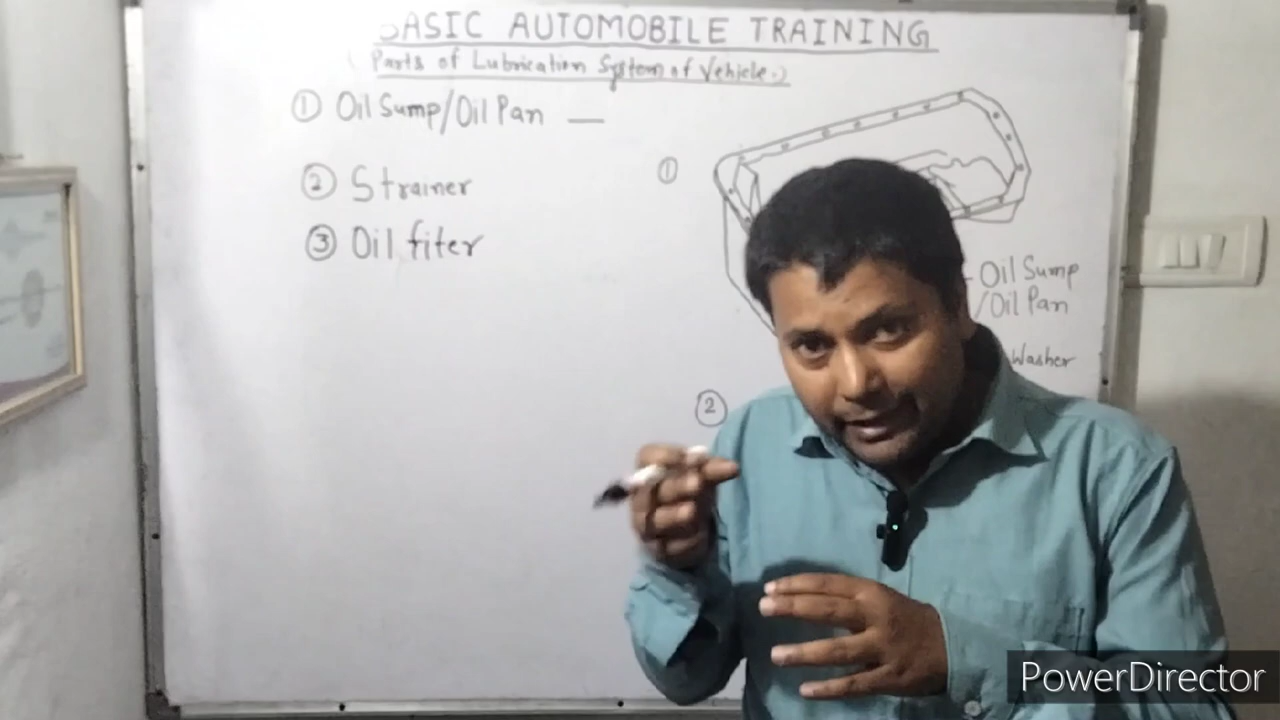 BASIC AUTOMOBILE TRAINING
(Parts of Lubrication System of Vehicle.)
① Oil Sump/Oil Pan —
② Strainer
③ Oil fiter
①
Oil Sump
/Oil Pan
Washer
②
PowerDirector